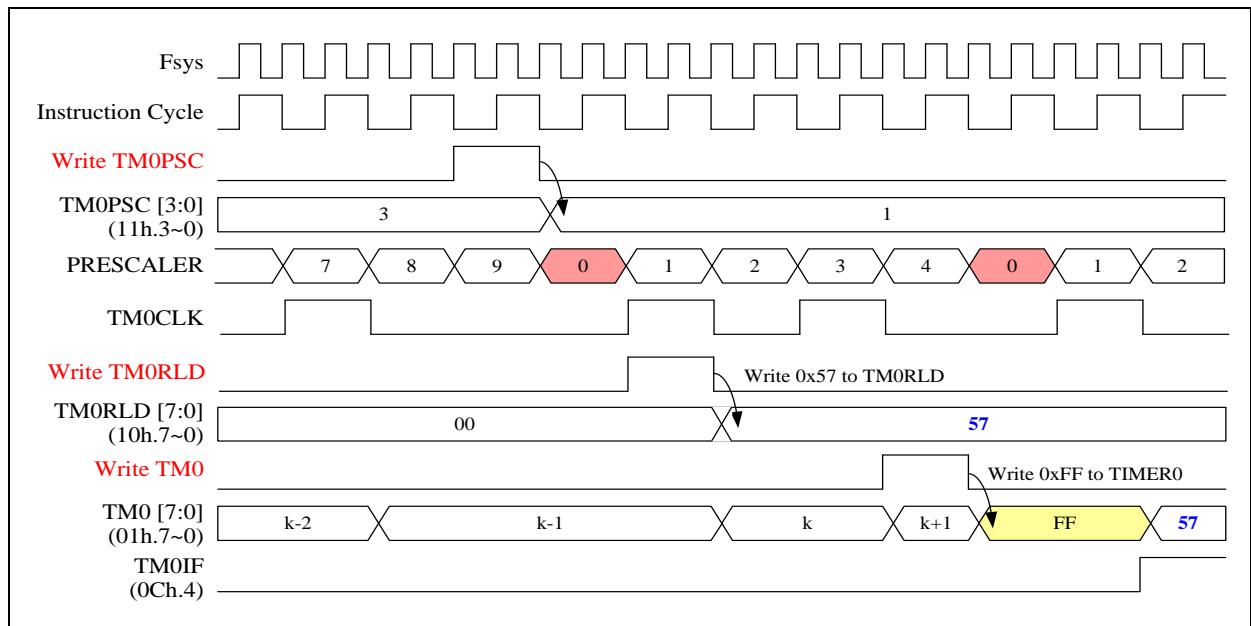 Fsys
Instruction Cycle
Write TM0PSC
TM0PSC [3:0]
(11h.3~0)
3 1
PRESCALER
7 8 9 0 1 2 3 4 0 1 2
TM0CLK
Write TM0RLD
Write 0x57 to TM0RLD
TM0RLD [7:0]
(10h.7~0)
00 57
Write TM0
Write 0xFF to TIMER0
TM0 [7:0]
(01h.7~0)
k-2 k-1 k k+1 FF 57
TM0IF
(0Ch.4)